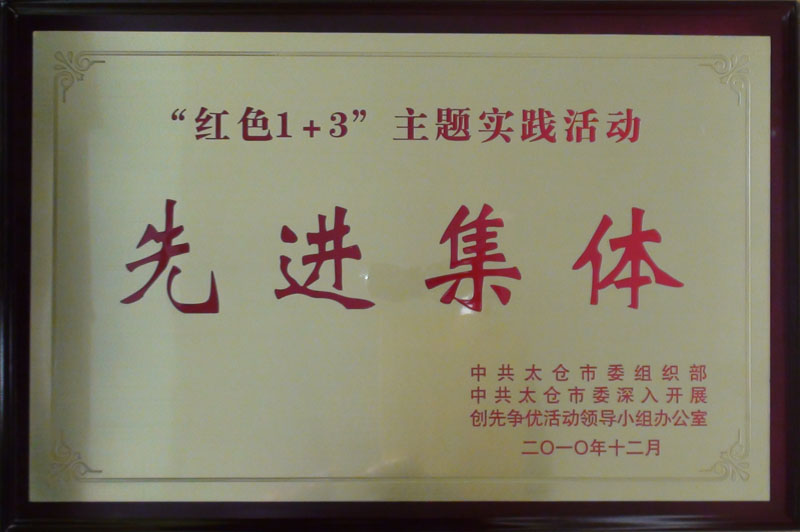 “红色1+3”主题实践活动
先进集体
中共太仓市委组织部
中共太仓市委深入开展
创先争优活动领导小组办公室
二〇一〇年十二月